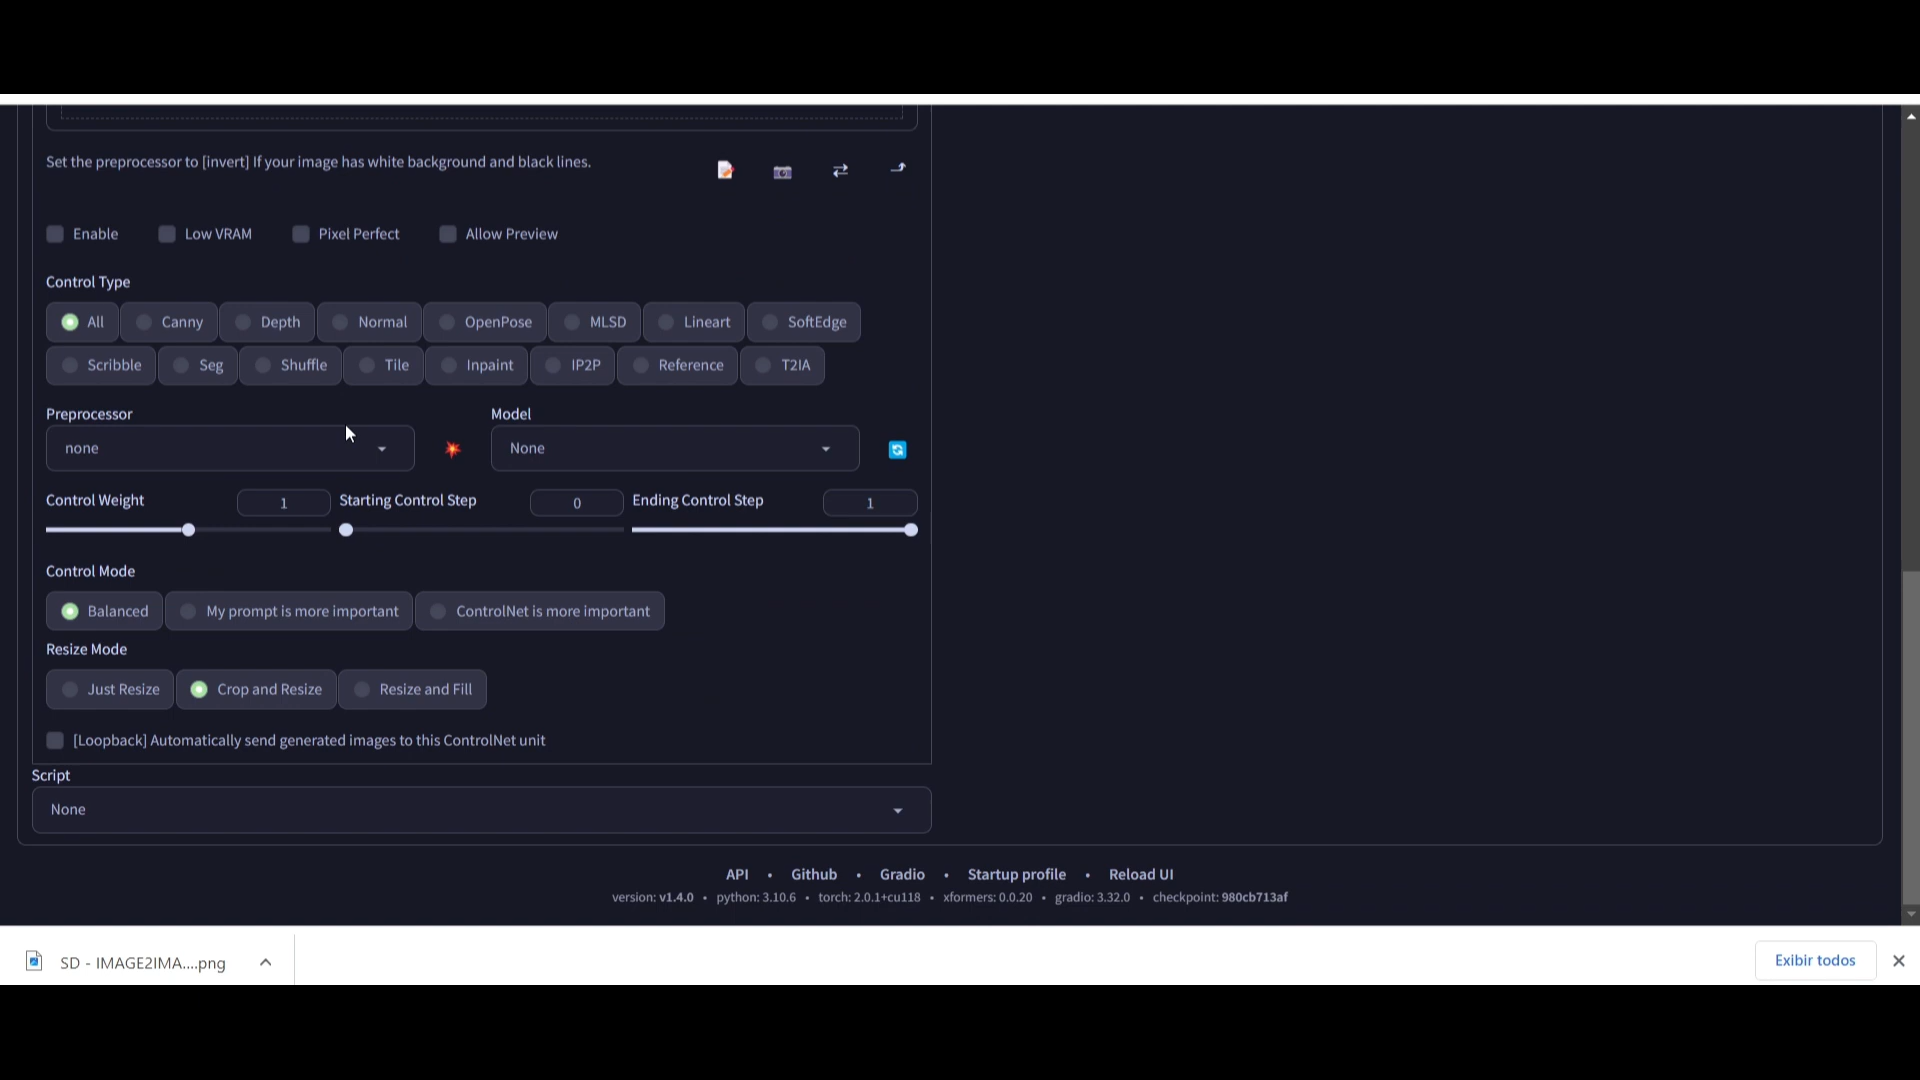 Set the preprocessor to [invert] If your image has white background and black lines.
Enable Low VRAM Pixel Perfect Allow Preview
Control Type
All Canny Depth Normal OpenPose MLSD Lineart SoftEdge
Scribble Seg Shuffle Tile Inpaint IP2P Reference T2IA
Preprocessor Model
none None
Control Weight 1 Starting Control Step 0 Ending Control Step 1
Control Mode
Balanced My prompt is more important ControlNet is more important
Resize Mode
Just Resize Crop and Resize Resize and Fill
[Loopback] Automatically send generated images to this ControlNet unit
Script
None
API • Github • Gradio • Startup profile • Reload UI
version: v1.4.0 • python: 3.10.6 • torch: 2.0.1+cu118 • xformers: 0.0.20 • gradio: 3.32.0 • checkpoint: 980cb713af
SD - IMAGE2IMA....png Exibir todos